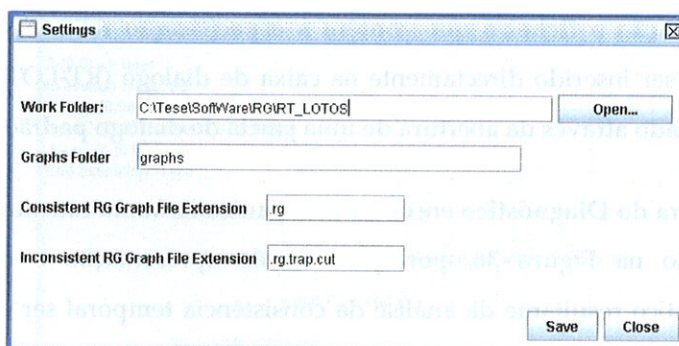 Settings
Work Folder: C:\Tese\SoftWare\RG\RT_LOTOS Open...
Graphs Folder graphs
Consistent RG Graph File Extension .rg
Inconsistent RG Graph File Extension .rg.trap.cut
Save Close